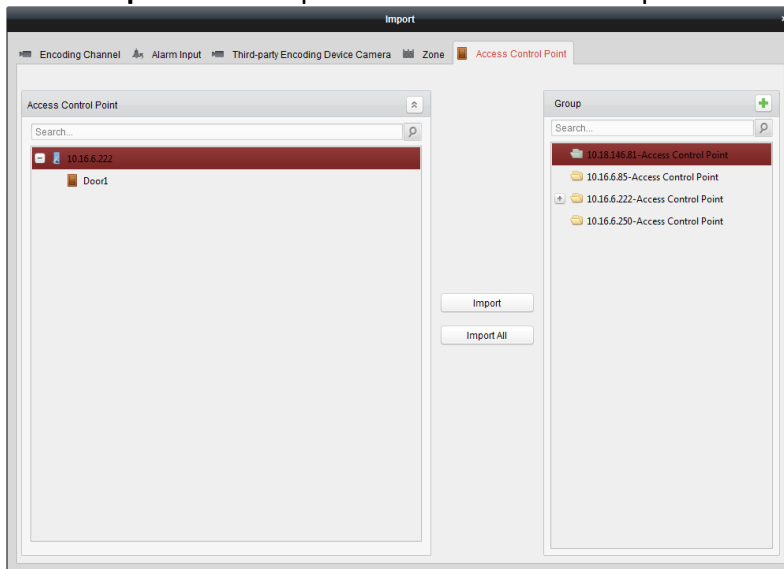 Import
Encoding Channel Alarm Input Third-party Encoding Device Camera Zone Access Control Point
Access Control Point
Search...
10.16.6.222
Door1
Import
Import All
Group
Search...
10.18.146.81-Access Control Point
10.16.6.85-Access Control Point
10.16.6.222-Access Control Point
10.16.6.250-Access Control Point